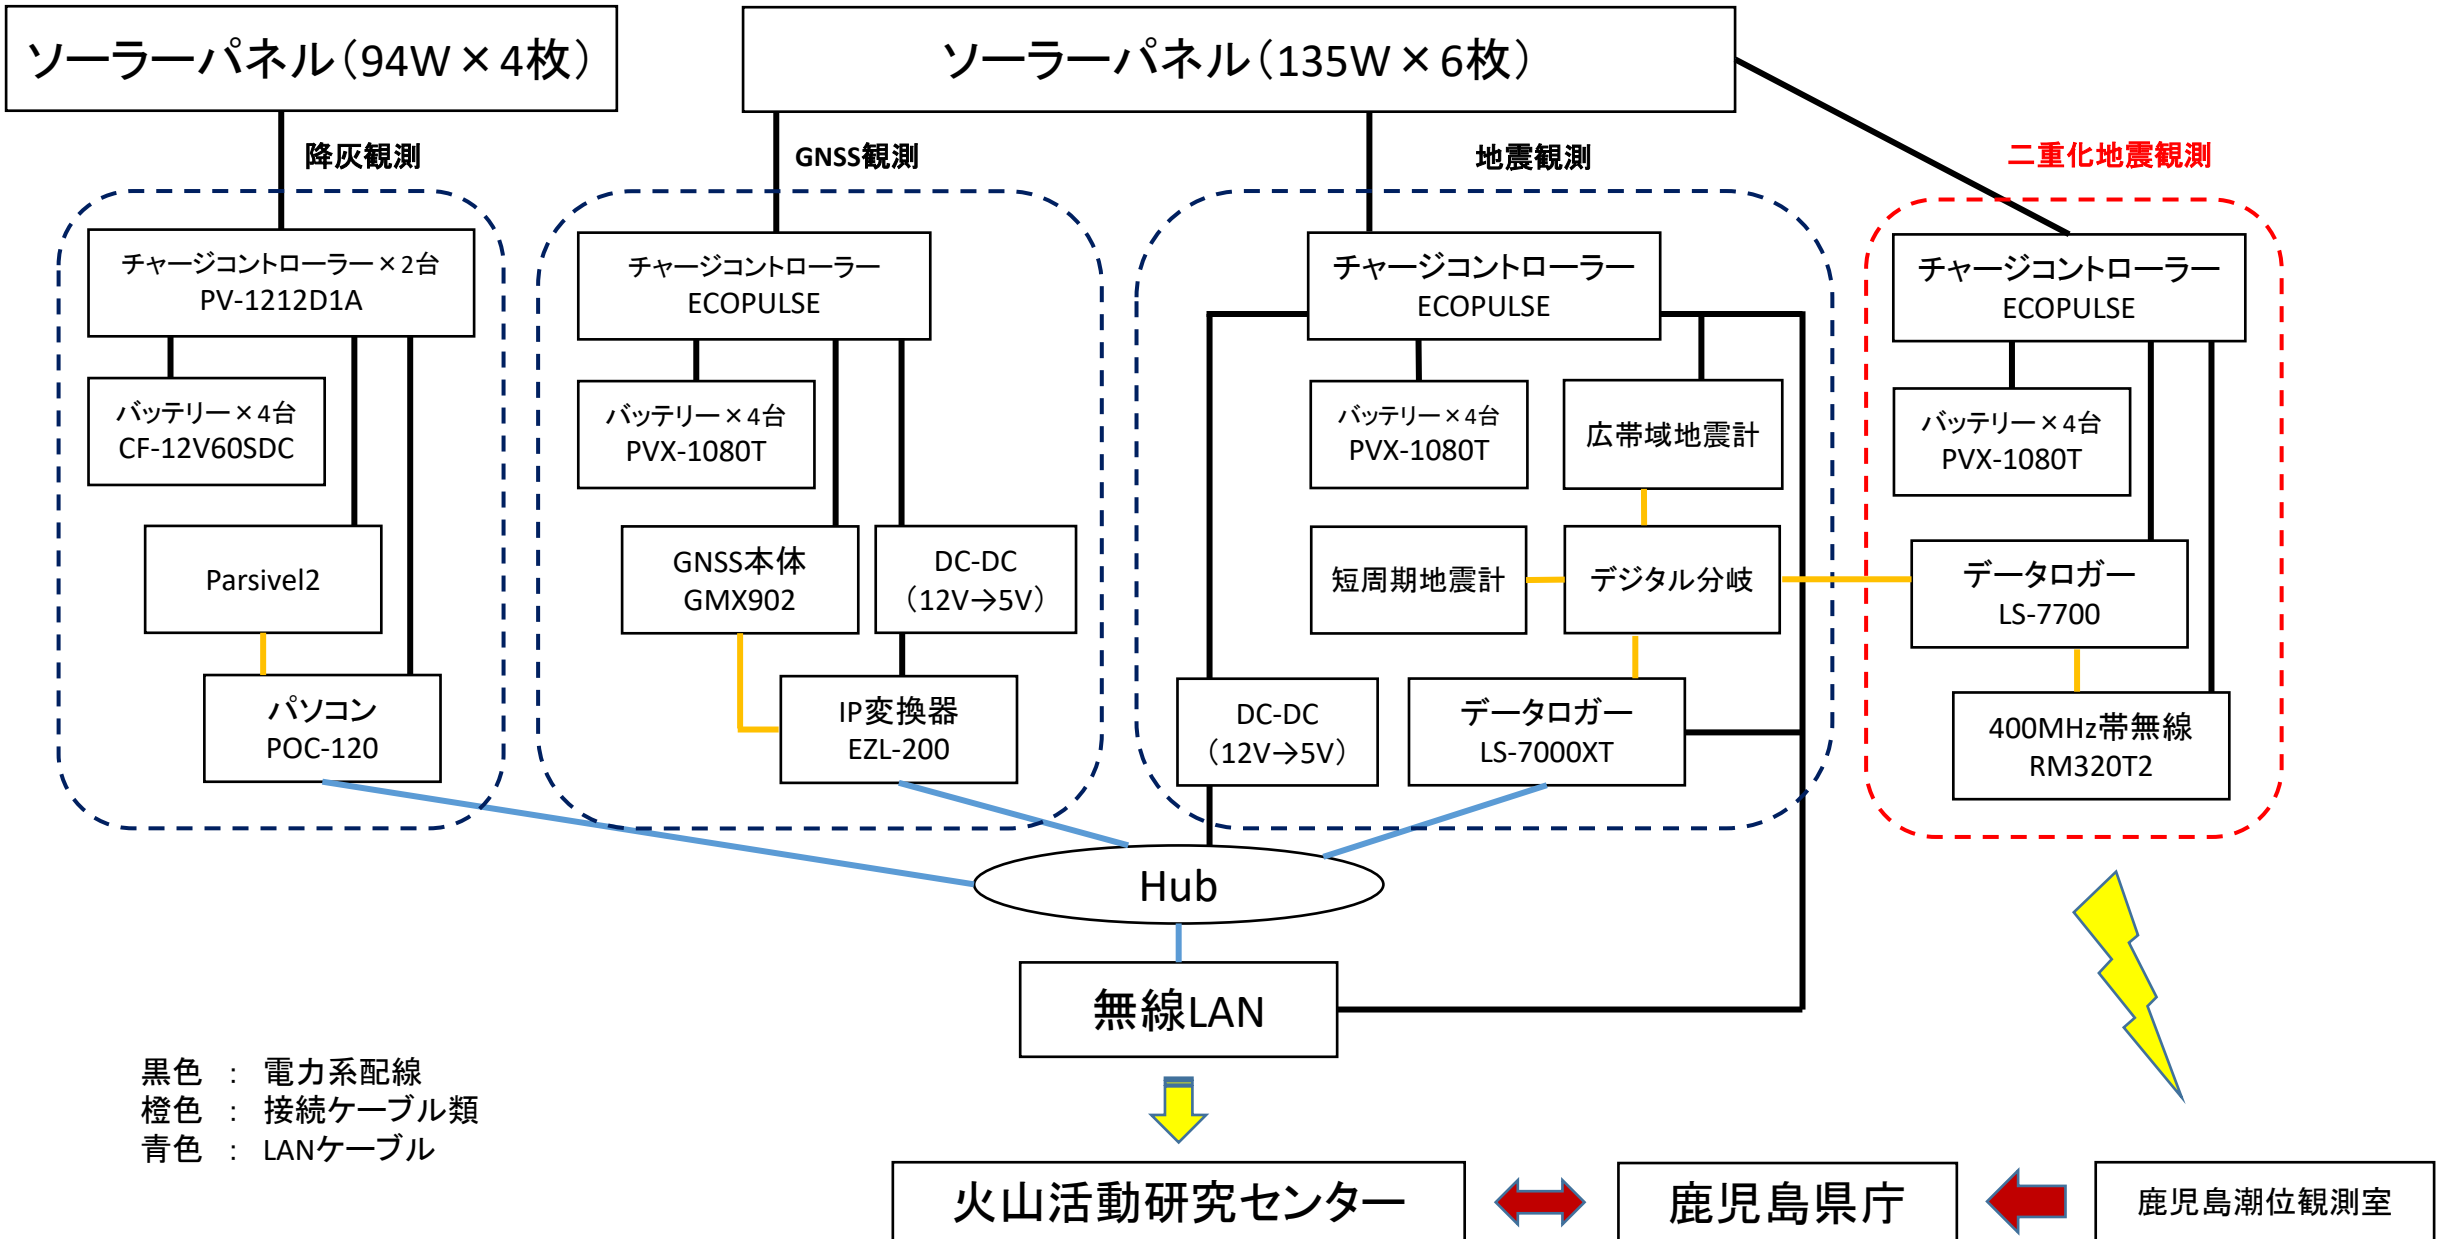 ソーラーパネル（94W×4枚）
ソーラーパネル（135W×6枚）
降灰観測
GNSS観測
地震観測
二重化地震観測
チャージコントローラー×2台
PV-1212D1A
チャージコントローラー
ECOPULSE
チャージコントローラー
ECOPULSE
チャージコントローラー
ECOPULSE
バッテリー×4台
CF-12V60SDC
バッテリー×4台
PVX-1080T
バッテリー×4台
PVX-1080T
広帯域地震計
バッテリー×4台
PVX-1080T
Parsivel2
GNSS本体
GMX902
DC-DC
（12V→5V）
短周期地震計
デジタル分岐
データロガー
LS-7700
パソコン
POC-120
IP変換器
EZL-200
DC-DC
（12V→5V）
データロガー
LS-7000XT
400MHz帯無線
RM320T2
Hub
無線LAN
黒色 ： 電力系配線
橙色 ： 接続ケーブル類
青色 ： LANケーブル
火山活動研究センター
鹿児島県庁
鹿児島潮位観測室